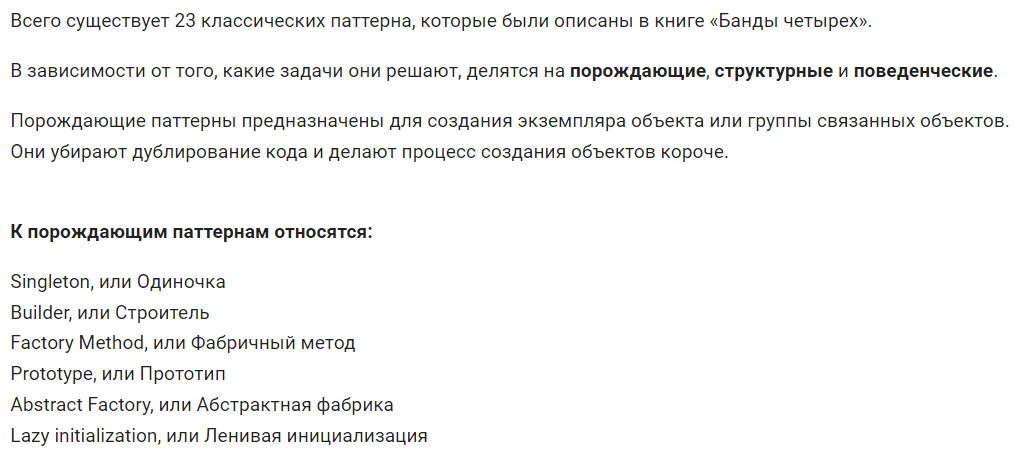 Всего существует 23 классических паттерна, которые были описаны в книге «Банды четырех».
В зависимости от того, какие задачи они решают, делятся на порождающие, структурные и поведенческие.
Порождающие паттерны предназначены для создания экземпляра объекта или группы связанных объектов.
Они убирают дублирование кода и делают процесс создания объектов короче.
К порождающим паттернам относятся:
Singleton, или Одиночка
Builder, или Строитель
Factory Method, или Фабричный метод
Prototype, или Прототип
Abstract Factory, или Абстрактная фабрика
Lazy initialization, или Ленивая инициализация